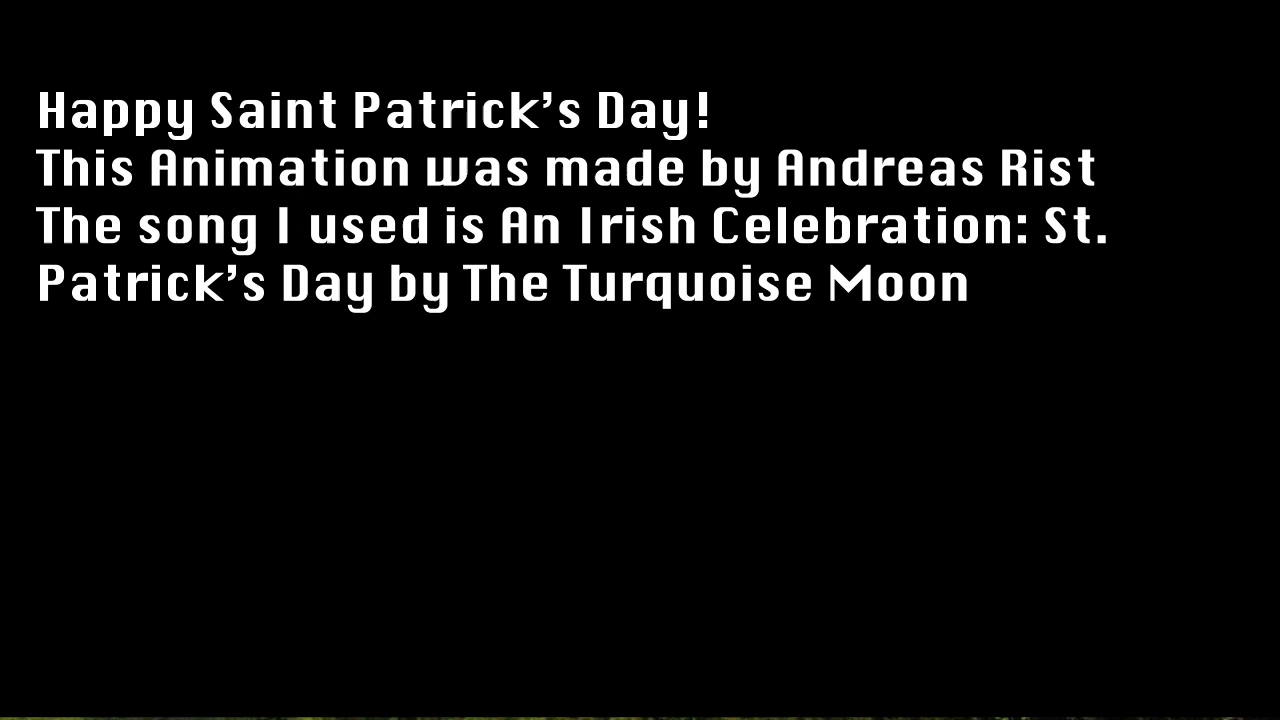 Happy Saint Patrick’s Day!
This Animation was made by Andreas Rist
The song I used is An Irish Celebration: St.
Patrick’s Day by The Turquoise Moon